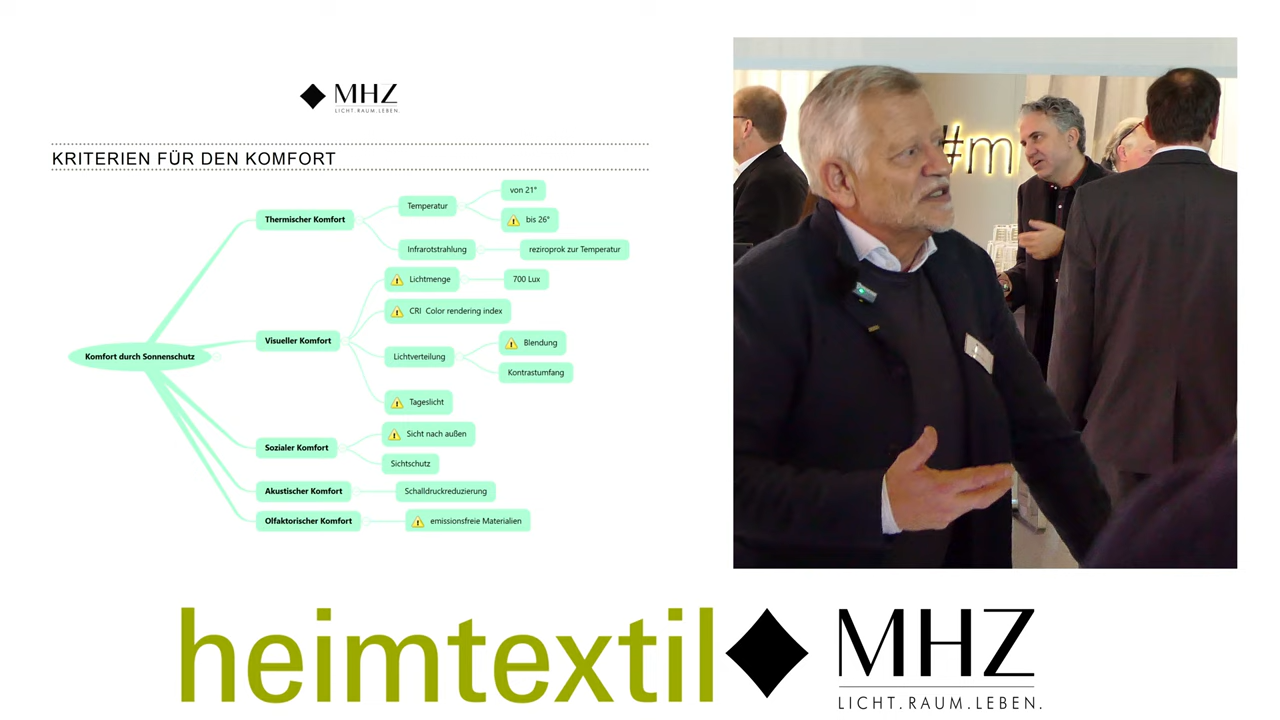 MHZ
LICHT.RAUM.LEBEN.
KRITERIEN FÜR DEN KOMFORT
Komfort durch Sonnenschutz
Thermischer Komfort
Temperatur
von 21°
bis 26°
Infrarotstrahlung
reziroprok zur Temperatur
Visueller Komfort
Lichtmenge
700 Lux
CRI Color rendering index
Lichtverteilung
Blendung
Kontrastumfang
Tageslicht
Sozialer Komfort
Sicht nach außen
Sichtschutz
Akustischer Komfort
Schalldruckreduzierung
Olfaktorischer Komfort
emissionsfreie Materialien
#m
heimtextil
MHZ
LICHT.RAUM.LEBEN.